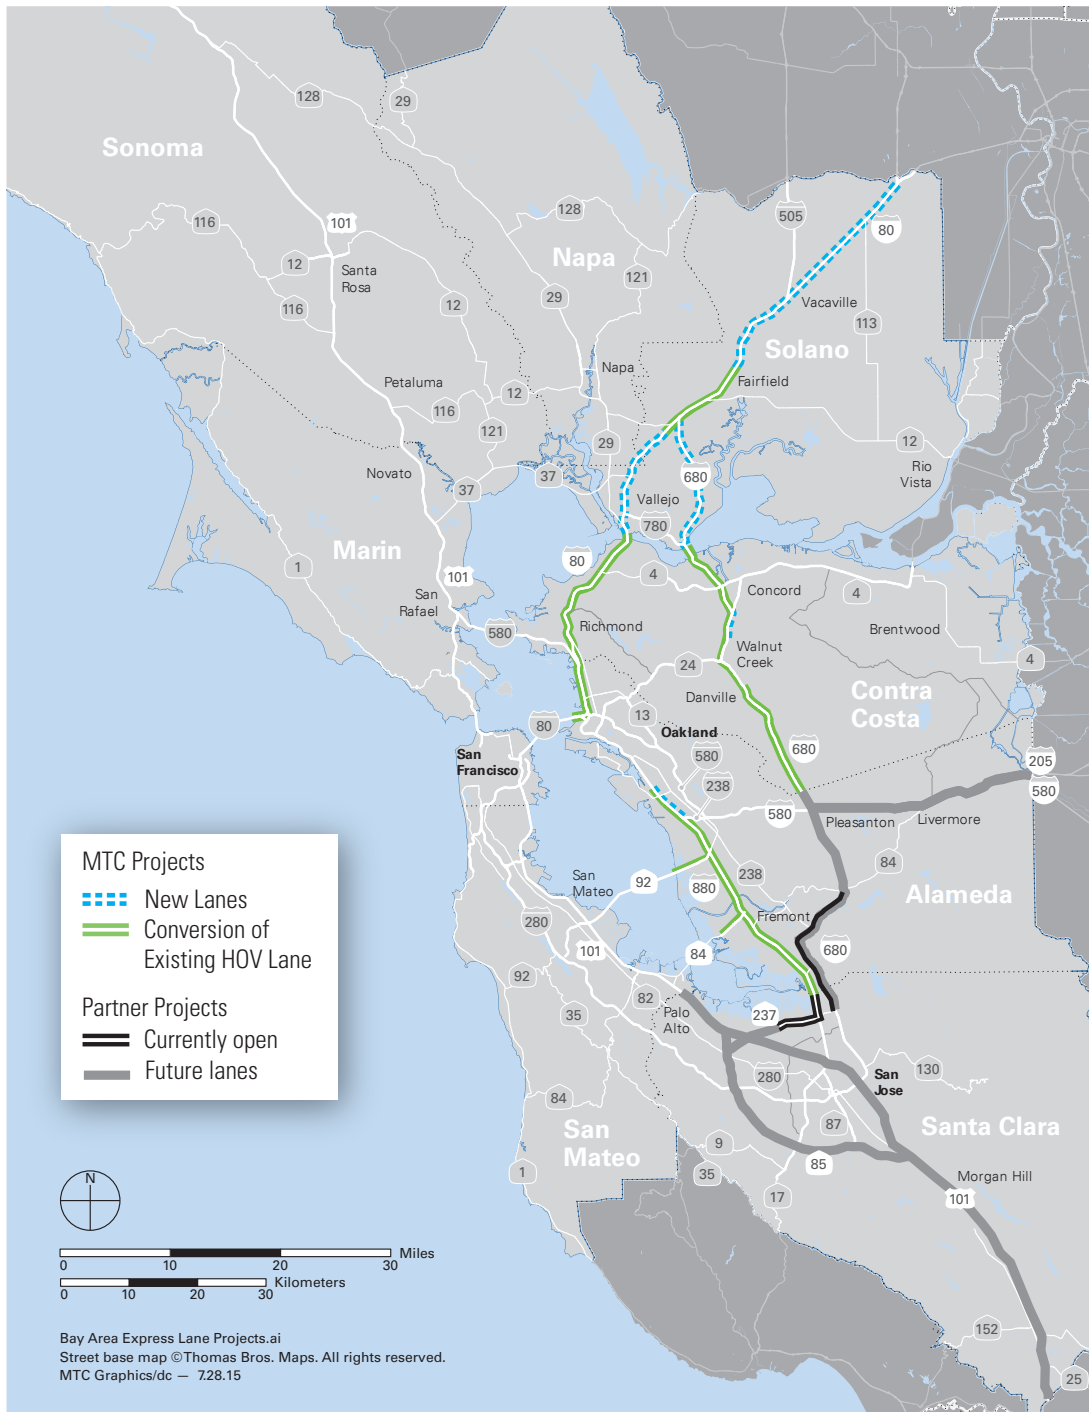 128
29
Sonoma
116
101
128
505
80
12
Santa
Rosa
Napa
121
116
12
29
Vacaville
113
Solano
Napa
Fairfield
Petaluma
116
12
121
29
12
Novato
37
37
680
Rio
Vista
Vallejo
780
Marin
1
101
80
4
Concord
4
San
Rafael
580
Richmond
Brentwood
Walnut
Creek
24
4
Danville
Contra
Costa
80
13
Oakland
San
Francisco
580
680
205
238
580
580
Pleasanton
Livermore
84
MTC Projects
New Lanes
Conversion of
Existing HOV Lane
Partner Projects
Currently open
Future lanes
San
Mateo
92
880
238
Alameda
280
Fremont
101
84
680
92
82
35
Palo
Alto
237
280
San
Jose
130
84
87
San
Mateo
Santa Clara
9
85
35
1
17
Morgan Hill
101
N
Miles
0
10
20
30
Kilometers
0
10
20
30
152
25
Bay Area Express Lane Projects.ai
Street base map ©Thomas Bros. Maps. All rights reserved.
MTC Graphics/dc — 7.28.15